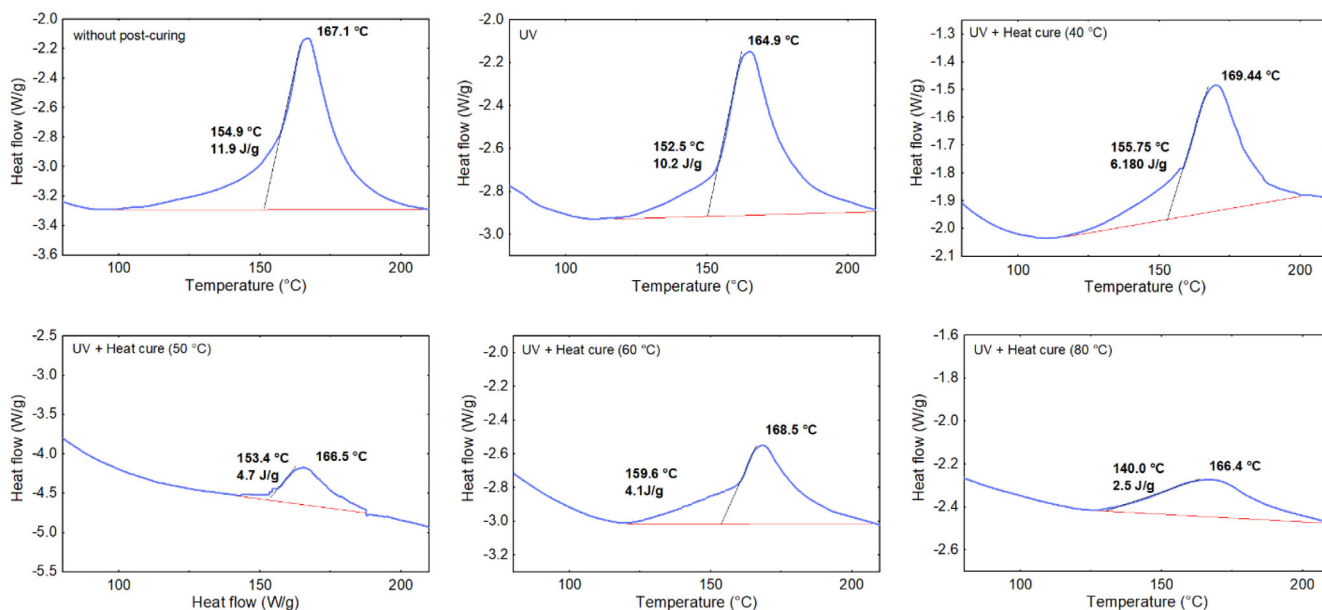 without post-curing
167.1 °C
154.9 °C
11.9 J/g
-2.0
-2.2
-2.4
-2.6
-2.8
-3.0
-3.2
-3.4
-3.6
Heat flow (W/g)
100
150
200
Temperature (°C)
UV
164.9 °C
152.5 °C
10.2 J/g
-2.0
-2.2
-2.4
-2.6
-2.8
-3.0
Heat flow (W/g)
100
150
200
Temperature (°C)
UV + Heat cure (40 °C)
169.44 °C
155.75 °C
6.180 J/g
-1.3
-1.4
-1.5
-1.6
-1.7
-1.8
-1.9
-2.0
-2.1
Heat flow (W/g)
100
150
200
Temperature (°C)
UV + Heat cure (50 °C)
153.4 °C
4.7 J/g
166.5 °C
-2.5
-3.0
-3.5
-4.0
-4.5
-5.0
-5.5
Heat flow (W/g)
100
150
200
Heat flow (W/g)
UV + Heat cure (60 °C)
168.5 °C
159.6 °C
4.1J/g
-2.0
-2.2
-2.4
-2.6
-2.8
-3.0
-3.2
Heat flow (W/g)
100
150
200
Temperature (°C)
UV + Heat cure (80 °C)
140.0 °C
2.5 J/g
166.4 °C
-1.6
-1.8
-2.0
-2.2
-2.4
-2.6
Heat flow (W/g)
100
150
200
Temperature (°C)